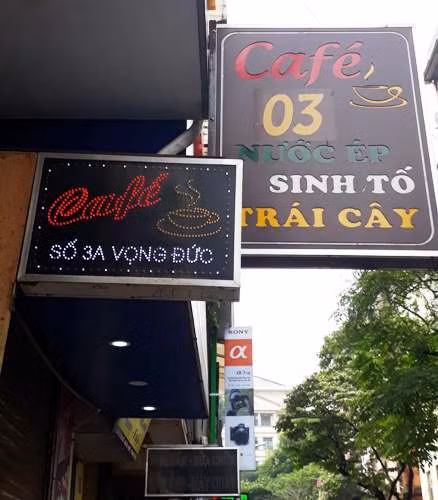 Café
03
NƯỚC ÉP
SINH TỐ
TRÁI CÂY
Café
SỐ 3A VỌNG ĐỨC
SONY
α